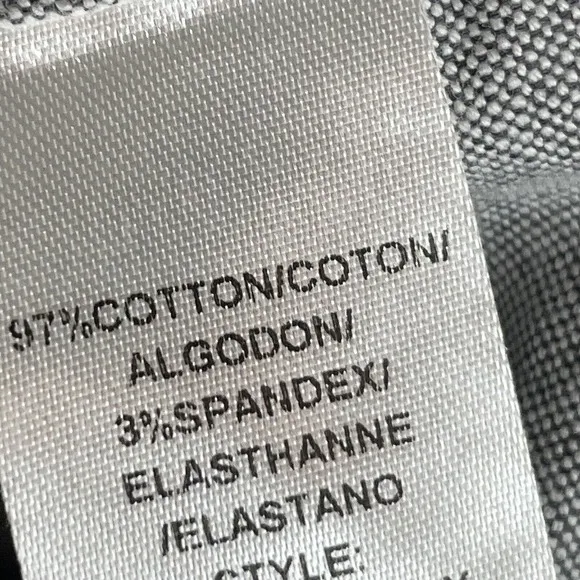 97%COTTON/COTON/
ALGODON/
3%SPANDEX/
ELASTHANNE
/ELASTANO
STYLE: